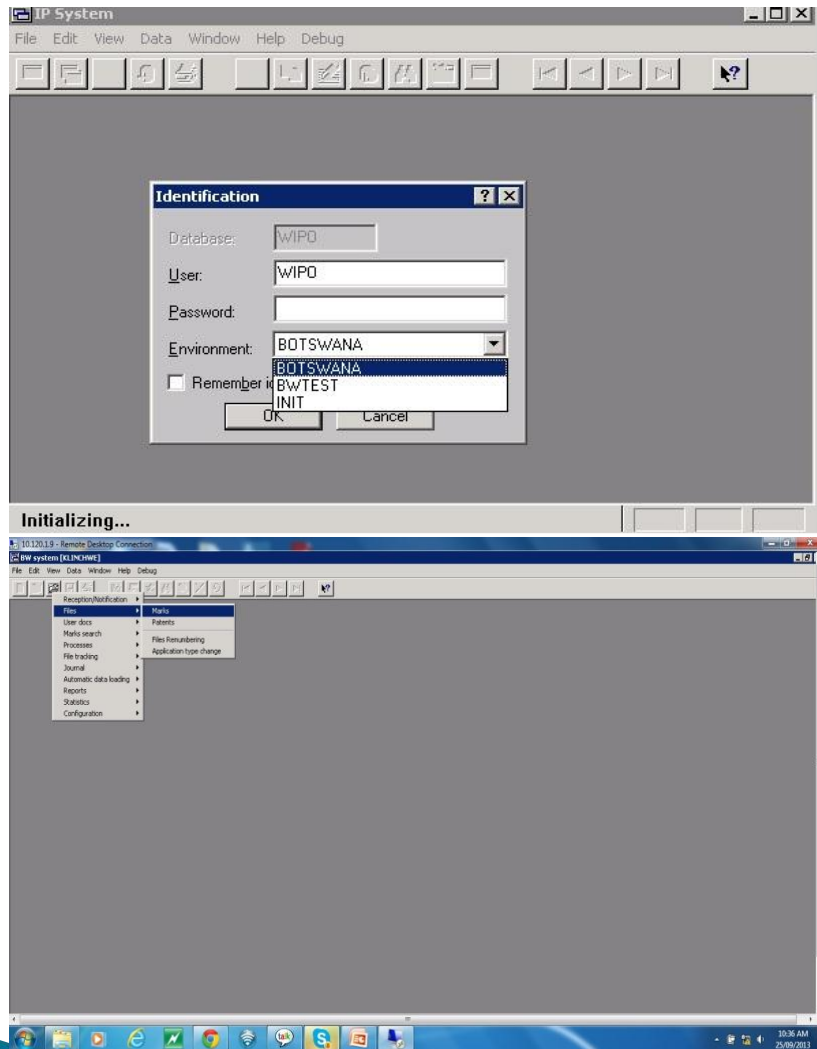 IP System
File Edit View Data Window Help Debug
Identification
Database: WIPO
User: WIPO
Password:
Environment: BOTSWANA
BOTSWANA
BWTEST
INIT
Remember
OK Cancel
Initializing...
10.120.1.9 - Remote Desktop Connection
BW system [KLINCHWE]
File Edit View Data Window Help Debug
Reception/Notification
Files
User docs
Marks search
Processes
File tracking
Journal
Automatic data loading
Reports
Statistics
Configuration
Marks
Patents
Files Renumbering
Application type change
talk
10:36 AM
25/09/2013